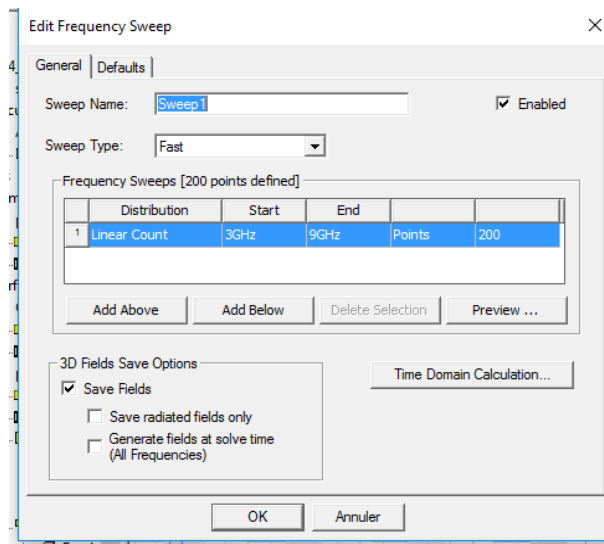 Edit Frequency Sweep
General Defaults
Sweep Name: Sweep1 Enabled
Sweep Type: Fast
Frequency Sweeps [200 points defined]
Distribution Start End
1 Linear Count 3GHz 9GHz Points 200
Add Above Add Below Delete Selection Preview ...
3D Fields Save Options
Save Fields
Time Domain Calculation...
Save radiated fields only
Generate fields at solve time
(All Frequencies)
OK Annuler